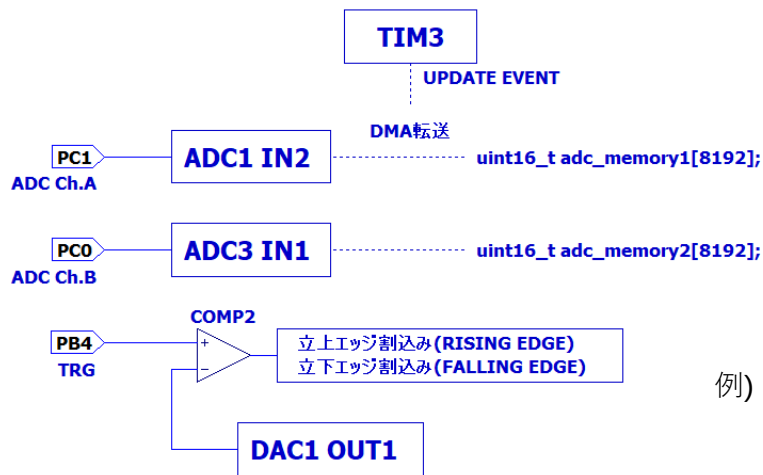 TIM3
UPDATE EVENT
DMA転送
PC1
ADC1 IN2
uint16_t adc_memory1[8192];
ADC Ch.A
PC0
ADC3 IN1
uint16_t adc_memory2[8192];
ADC Ch.B
COMP2
PB4
+
立上エッジ割込み(RISING EDGE)
TRG
−
立下エッジ割込み(FALLING EDGE)
例)
DAC1 OUT1